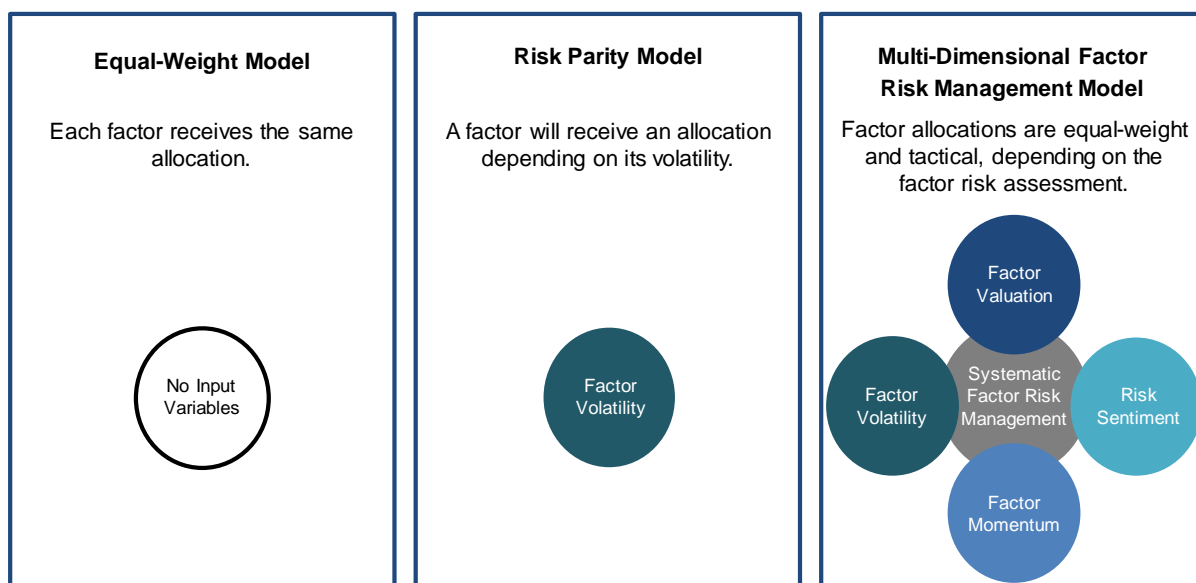 Equal-Weight Model
Each factor receives the same
allocation.
No Input
Variables
Risk Parity Model
A factor will receive an allocation
depending on its volatility.
Factor
Volatility
Multi-Dimensional Factor
Risk Management Model
Factor allocations are equal-weight
and tactical, depending on the
factor risk assessment.
Factor
Valuation
Factor
Volatility
Systematic
Factor Risk
Management
Risk
Sentiment
Factor
Momentum